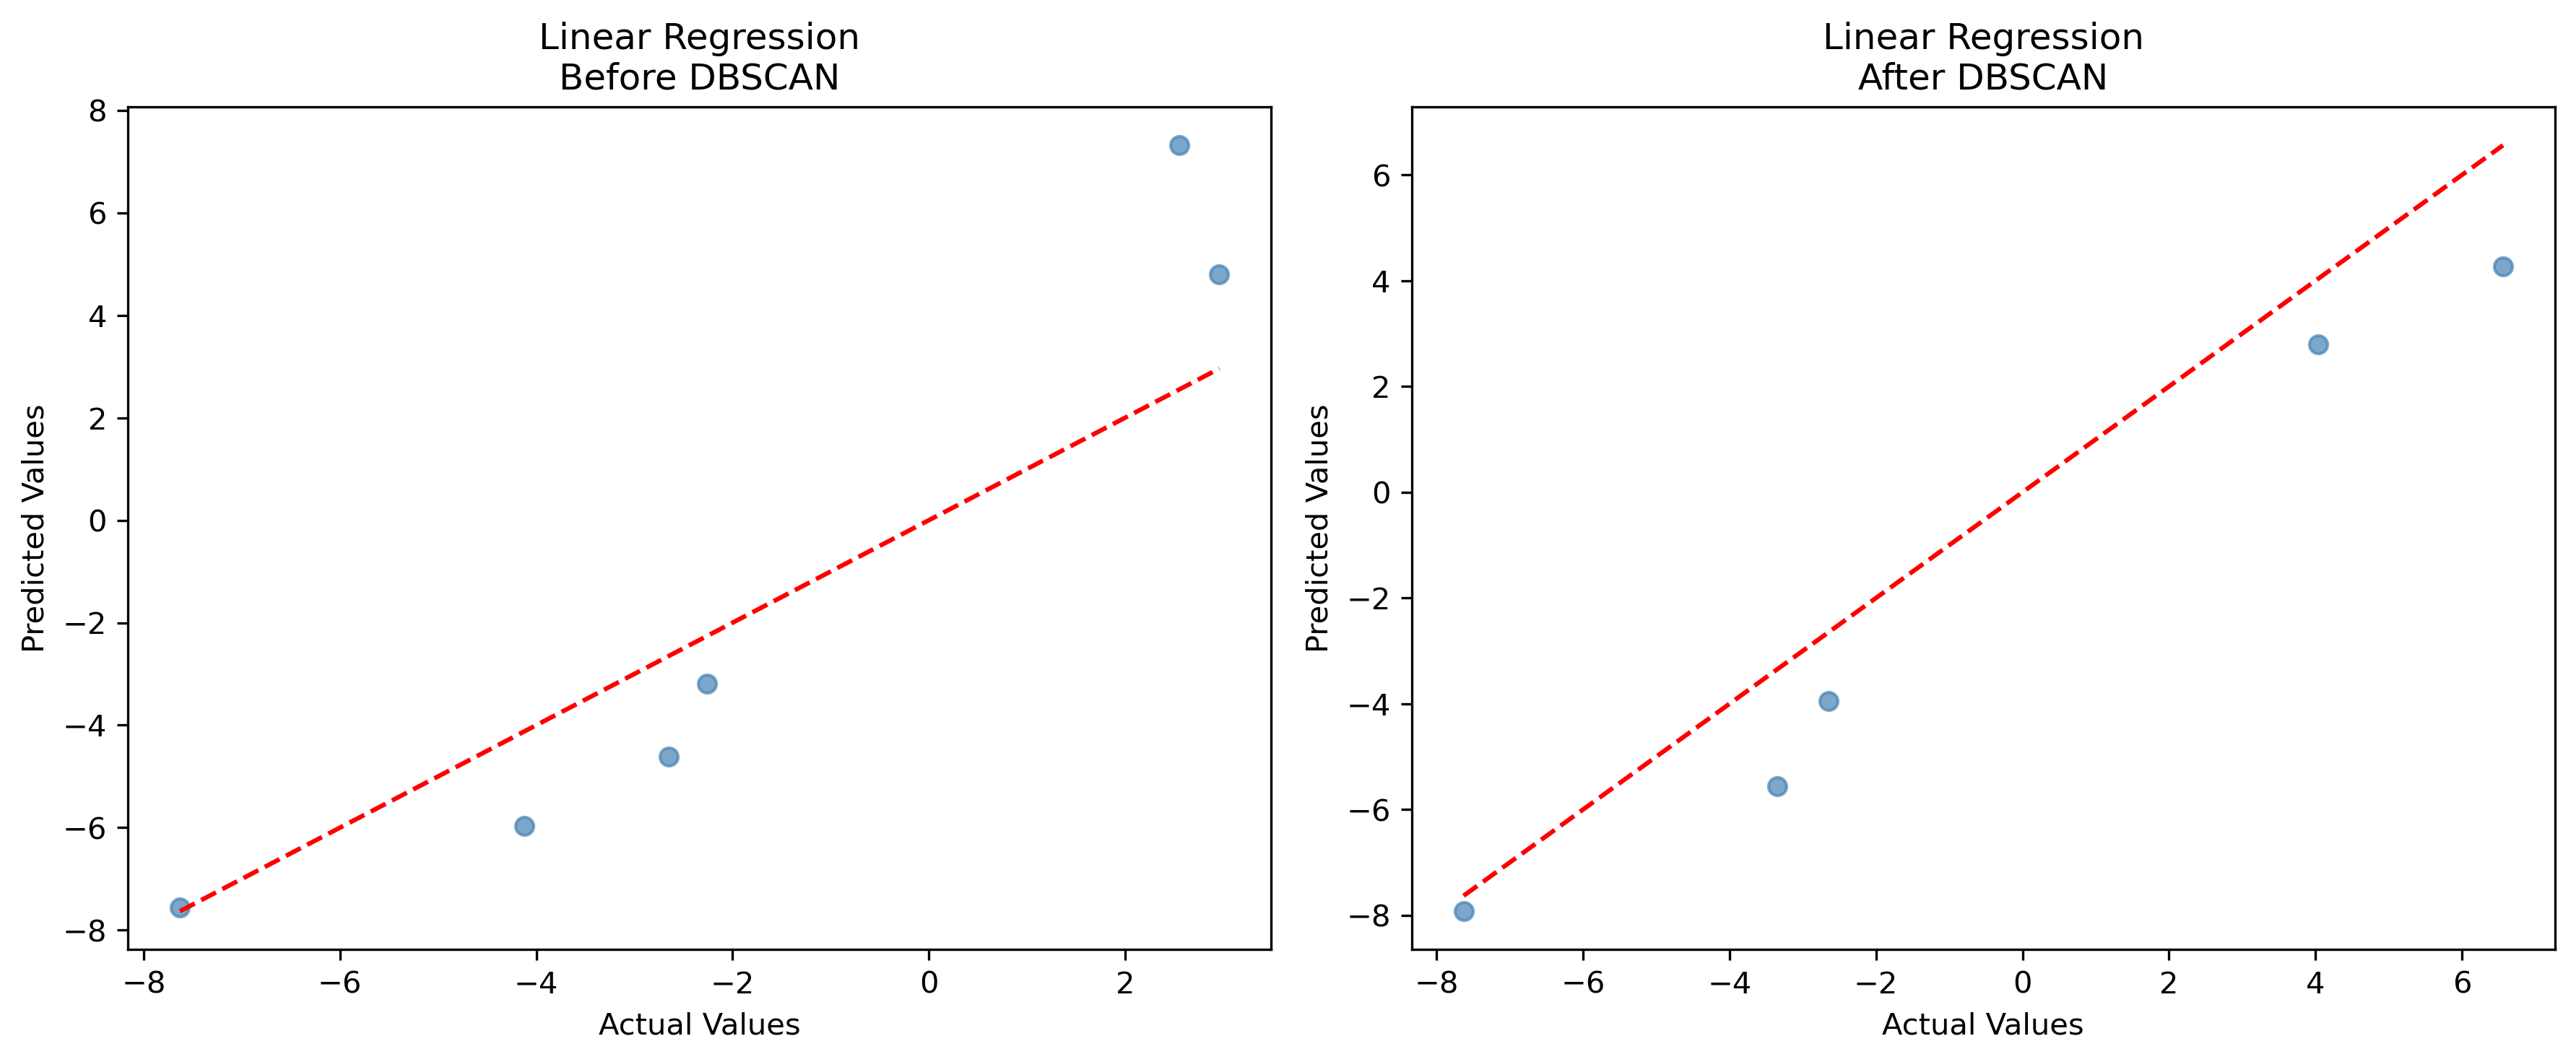 Linear Regression
Before DBSCAN
8
6
4
2
0
−2
−4
−6
−8
Predicted Values
−8 −6 −4 −2 0 2
Actual Values
Linear Regression
After DBSCAN
6
4
2
0
−2
−4
−6
−8
Predicted Values
−8 −6 −4 −2 0 2 4 6
Actual Values